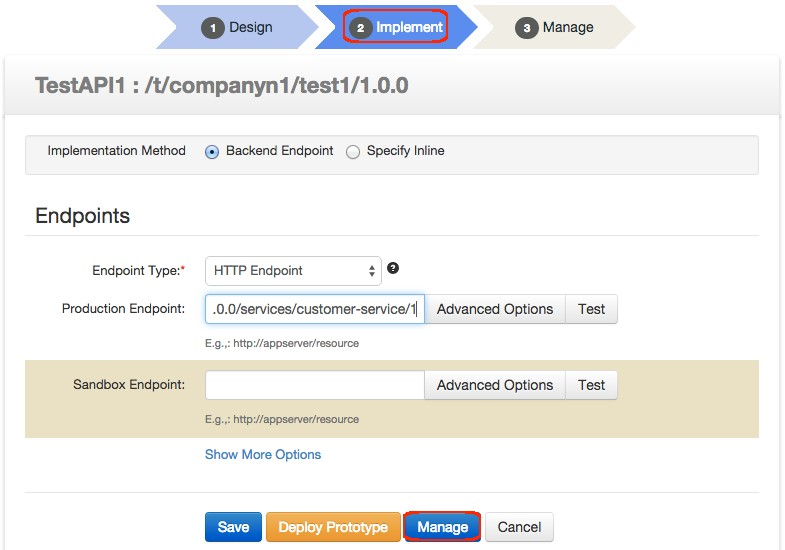 1 Design 2 Implement 3 Manage
TestAPI1 : /t/companyn1/test1/1.0.0
Implementation Method Backend Endpoint Specify Inline
Endpoints
Endpoint Type:* HTTP Endpoint ?
Production Endpoint: .0.0/services/customer-service/1 Advanced Options Test
E.g.,: http://appserver/resource
Sandbox Endpoint: Advanced Options Test
E.g.,: http://appserver/resource
Show More Options
Save Deploy Prototype Manage Cancel